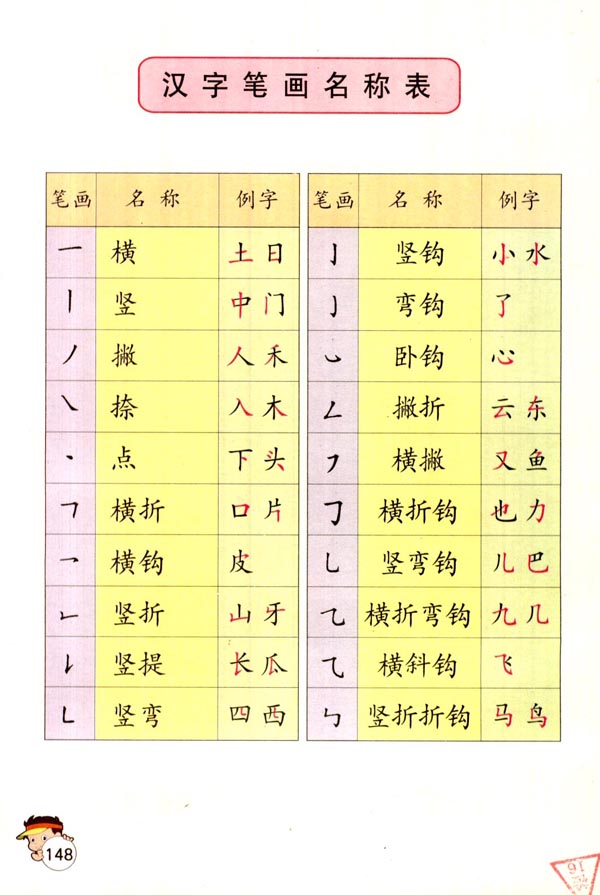 汉字笔画名称表
笔画 名称 例字
㇐ 横 土 日
㇑ 竖 中 门
㇒ 撇 人 禾
㇏ 捺 入 木
㇔ 点 下 头
㇕ 横折 口 片
㇖ 横钩 皮
㇗ 竖折 山 牙
㇙ 竖提 长 瓜
㇄ 竖弯 四 西
笔画 名称 例字
亅 竖钩 小 水
㇁ 弯钩 了
㇃ 卧钩 心
㇜ 撇折 云 东
㇇ 横撇 又 鱼
㇆ 横折钩 也 力
㇟ 竖弯钩 儿 巴
㇈ 横折弯钩 九 几
⺄ 横斜钩 飞
㇉ 竖折折钩 马 鸟
148